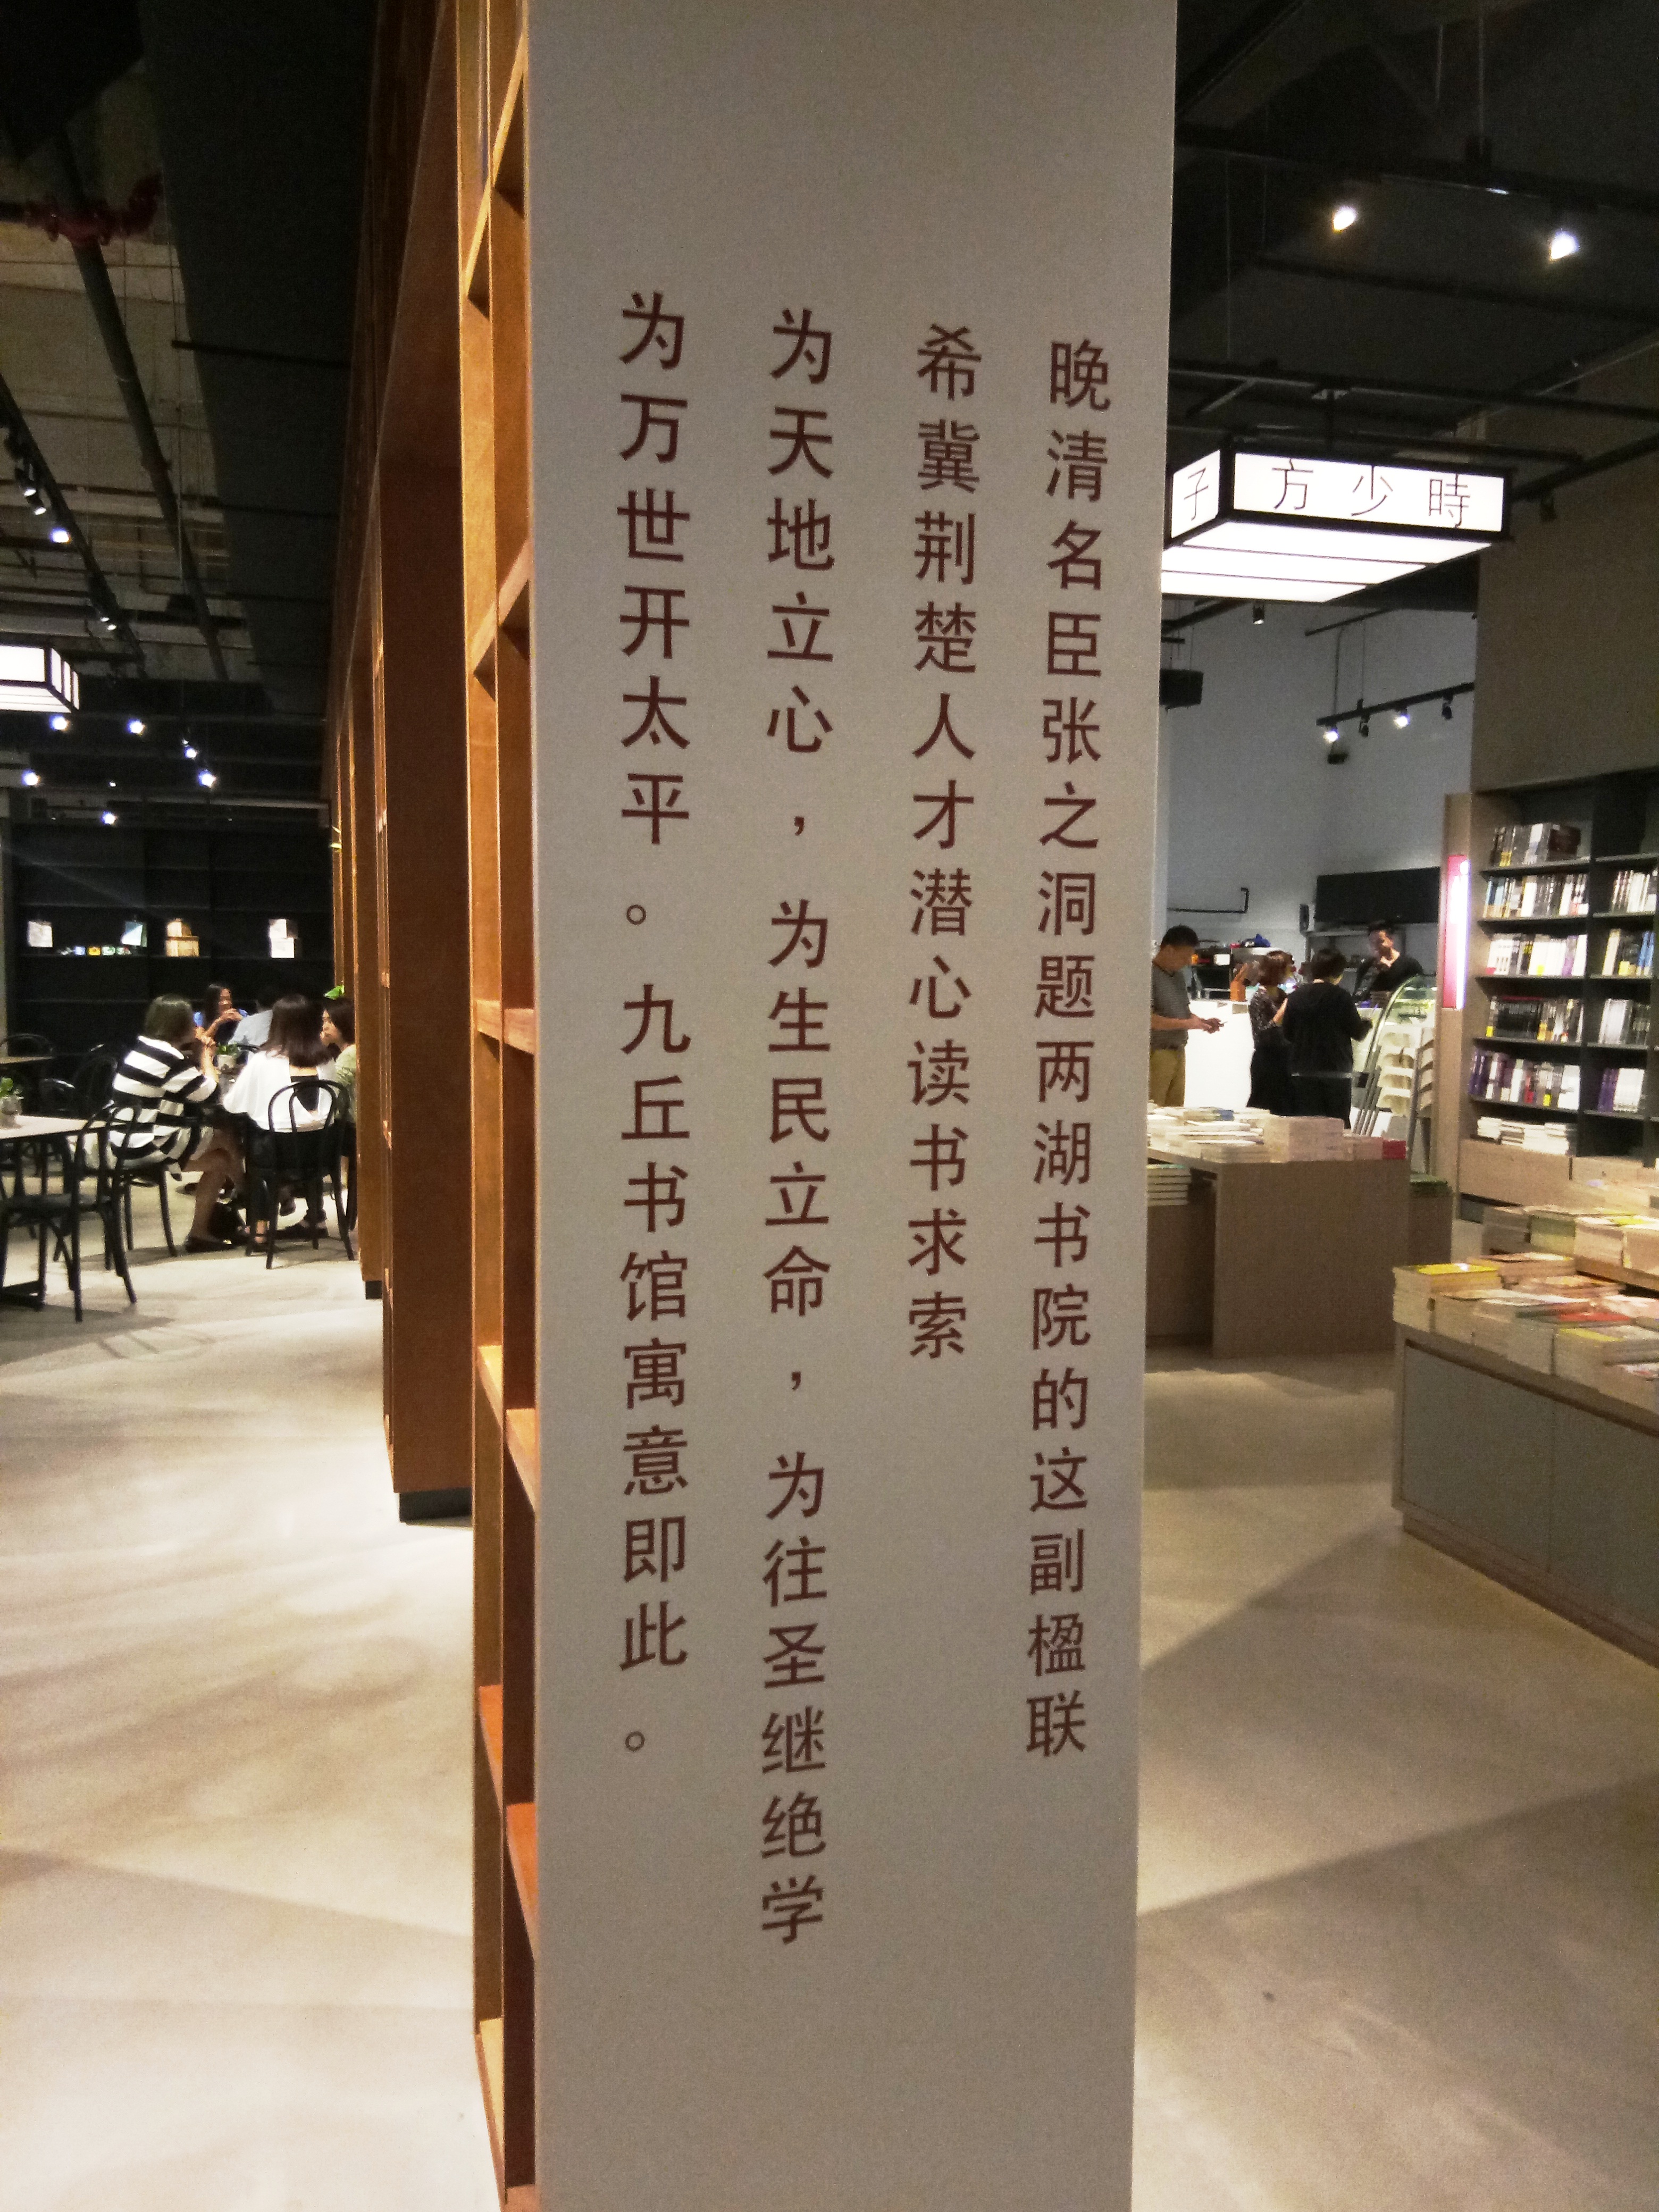 晚清名臣张之洞题两湖书院的这副楹联
希冀荆楚人才潜心读书求索
为天地立心，为生民立命，为往圣继绝学
为万世开太平。九丘书馆寓意即此。
子
方少時